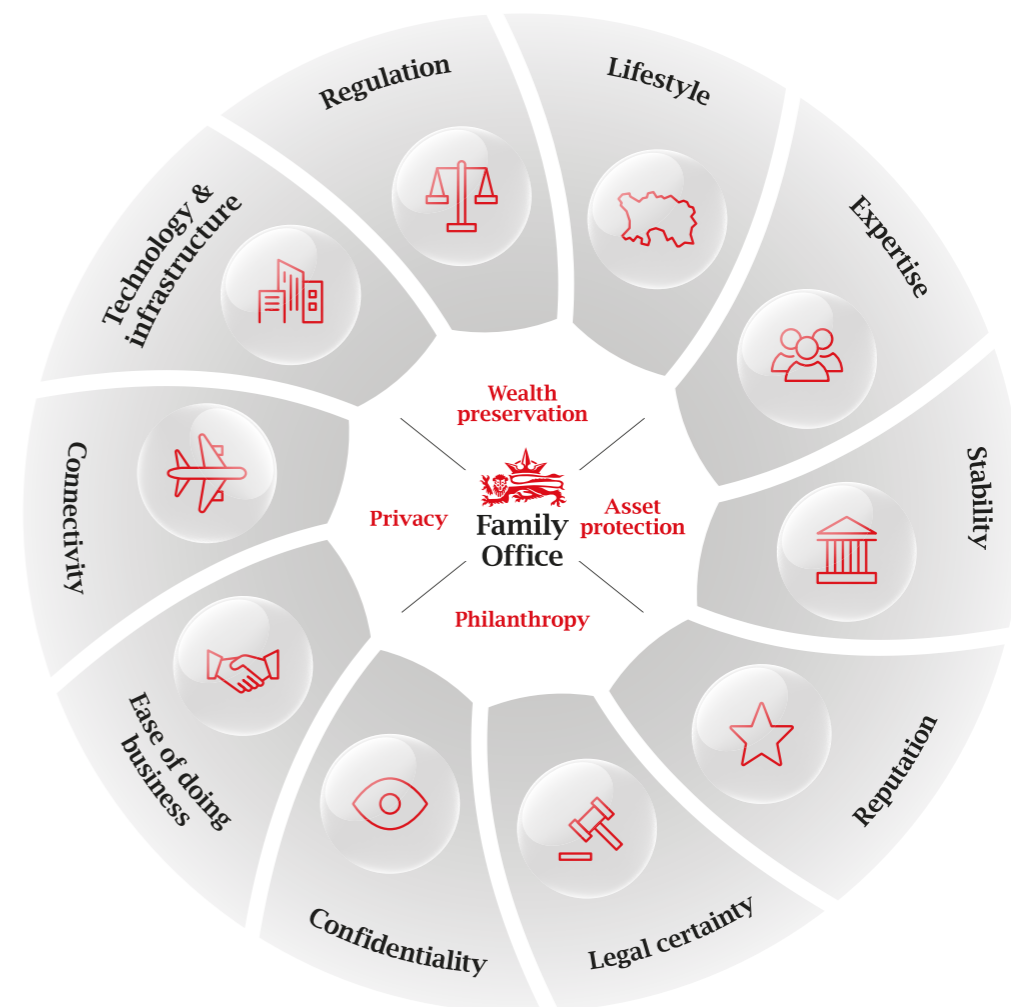 Regulation
Lifestyle
Expertise
Stability
Reputation
Legal certainty
Confidentiality
Ease of doing
business
Connectivity
Technology &
infrastructure
Wealth
preservation
Asset
protection
Philanthropy
Privacy
Family
Office